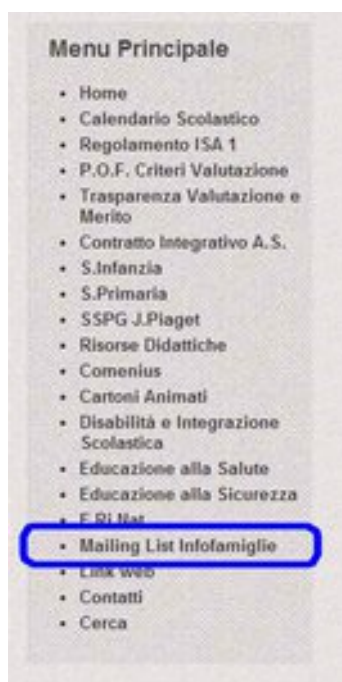 Menu Principale
Home
Calendario Scolastico
Regolamento ISA 1
P.O.F. Criteri Valutazione
Trasparenza Valutazione e
Merito
Contratto Integrativo A.S.
S.Infanzia
S.Primaria
SSPG J.Piaget
Risorse Didattiche
Comenius
Cartoni Animati
Disabilità e Integrazione
Scolastica
Educazione alla Salute
Educazione alla Sicurezza
E.Ri.Nat
Mailing List Infofamiglie
Link web
Contatti
Cerca